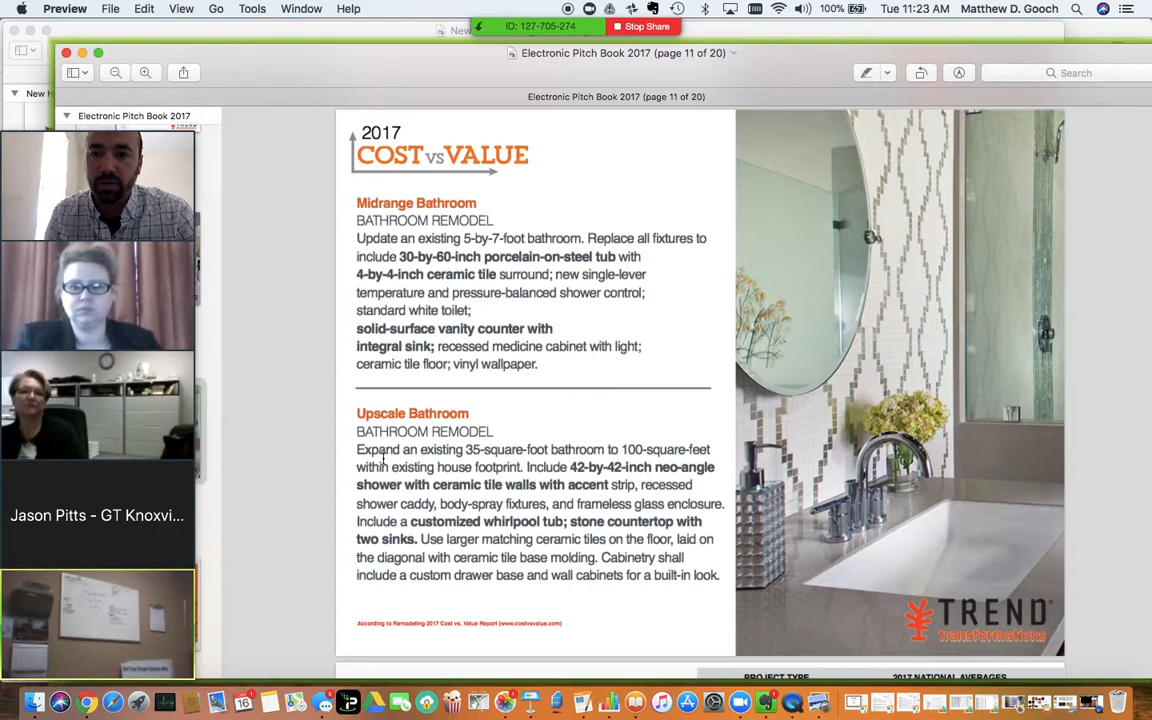 Preview File Edit View Go Tools Window Help
100% Tue 11:23 AM Matthew D. Gooch
New
ID: 127-705-274 Stop Share
Electronic Pitch Book 2017 (page 11 of 20)
Search
New H
Electronic Pitch Book 2017 (page 11 of 20)
Electronic Pitch Book 2017
TREND
2017
COST vs VALUE
Midrange Bathroom
BATHROOM REMODEL
Update an existing 5-by-7-foot bathroom. Replace all fixtures to
include 30-by-60-inch porcelain-on-steel tub with
4-by-4-inch ceramic tile surround; new single-lever
temperature and pressure-balanced shower control;
standard white toilet;
solid-surface vanity counter with
integral sink; recessed medicine cabinet with light;
ceramic tile floor; vinyl wallpaper.
Upscale Bathroom
BATHROOM REMODEL
Expand an existing 35-square-foot bathroom to 100-square-feet
within existing house footprint. Include 42-by-42-inch neo-angle
shower with ceramic tile walls with accent strip, recessed
shower caddy, body-spray fixtures, and frameless glass enclosure.
Include a customized whirlpool tub; stone countertop with
two sinks. Use larger matching ceramic tiles on the floor, laid on
the diagonal with ceramic tile base molding. Cabinetry shall
include a custom drawer base and wall cabinets for a built-in look.
According to Remodeling 2017 Cost vs. Value Report (www.costvsvalue.com)
TREND
transformations
Jason Pitts - GT Knoxvi...
PROJECT TYPE 2017 NATIONAL AVERAGES
16